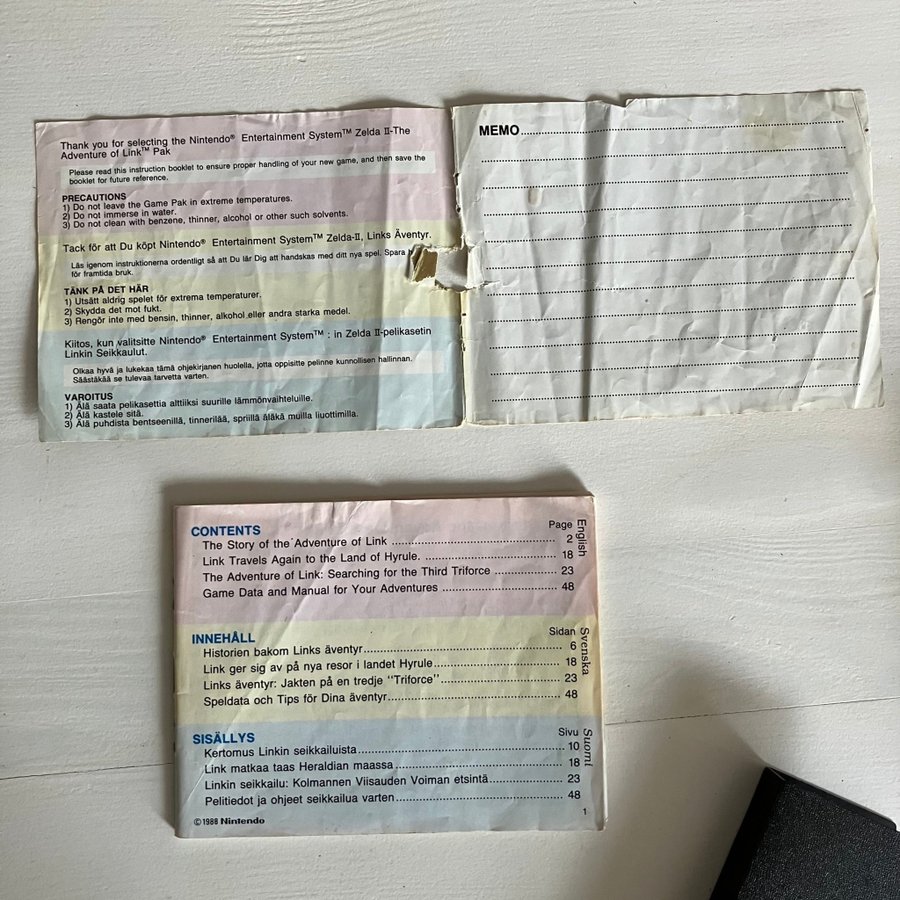 Thank you for selecting the Nintendo® Entertainment System™ Zelda II-The
Adventure of Link™ Pak
Please read this instruction booklet to ensure proper handling of your new game, and then save the
booklet for future reference.
PRECAUTIONS
1) Do not leave the Game Pak in extreme temperatures.
2) Do not immerse in water.
3) Do not clean with benzene, thinner, alcohol or other such solvents.
Tack för att Du köpt Nintendo® Entertainment System™ Zelda-II, Links Äventyr.
Läs igenom instruktionerna ordentligt så att Du lär Dig att handskas med ditt nya spel. Spara
för framtida bruk.
TÄNK PÅ DET HÄR
1) Utsätt aldrig spelet för extrema temperaturer.
2) Skydda det mot fukt.
3) Rengör inte med bensin, thinner, alkohol eller andra starka medel.
Kiitos, kun valitsitte Nintendo® Entertainment System™ : in Zelda II-pelikasetin
Linkin Seikkaulut.
Olkaa hyvä ja lukekaa tämä ohjekirjanen huolella, jotta oppisitte pelinne kunnollisen hallinnan.
Säästäkää se tulevaa tarvetta varten.
VAROITUS
1) Älä saata pelikasettia alttiiksi suurille lämmönvaihteluille.
2) Älä kastele sitä.
3) Älä puhdista bentseenillä, tinnerilää, spriillä äläkä muilla liuottimilla.
MEMO
CONTENTS Page English
The Story of the Adventure of Link 2
Link Travels Again to the Land of Hyrule. 18
The Adventure of Link: Searching for the Third Triforce 23
Game Data and Manual for Your Adventures 48
INNEHÅLL Sidan Svenska
Historien bakom Links äventyr 6
Link ger sig av på nya resor i landet Hyrule 18
Links äventyr: Jakten på en tredje "Triforce" 23
Speldata och Tips för Dina äventyr 48
SISÄLLYS Sivu Suomi
Kertomus Linkin seikkailuista 10
Link matkaa taas Heraldian maassa 18
Linkin seikkailu: Kolmannen Viisauden Voiman etsintä 23
Pelitiedot ja ohjeet seikkailua varten 48
©1988 Nintendo
1